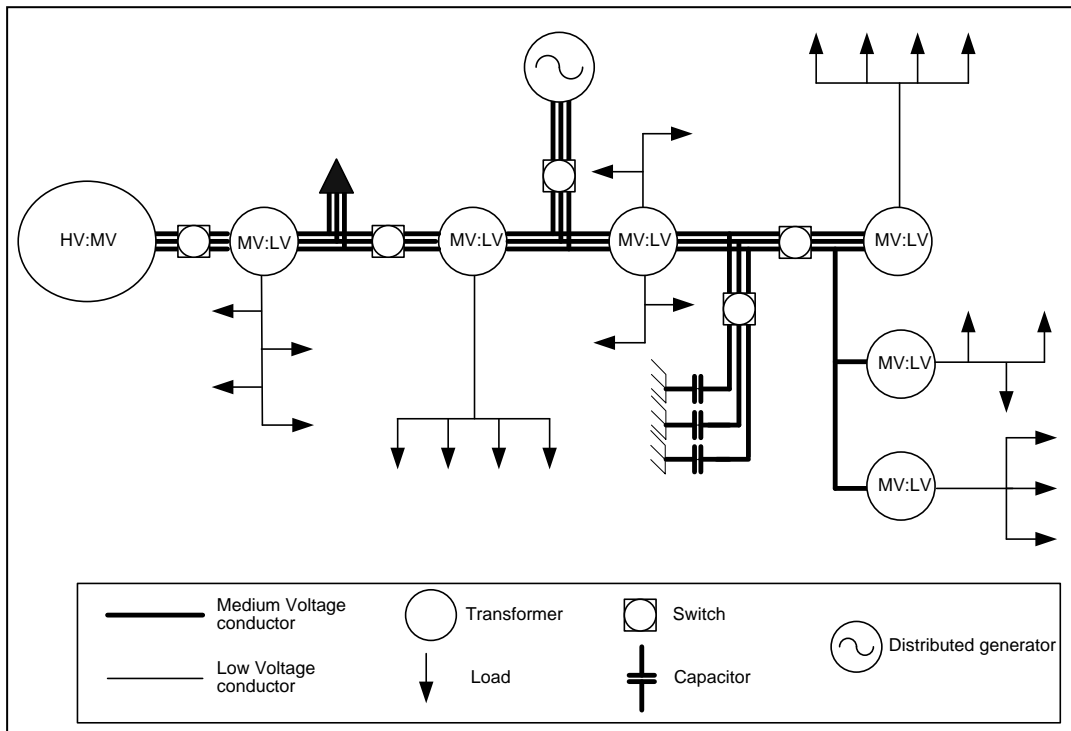 HV:MV
MV:LV
MV:LV
MV:LV
MV:LV
MV:LV
MV:LV
Medium Voltage
conductor
Transformer
Switch
Distributed generator
Low Voltage
conductor
Load
Capacitor